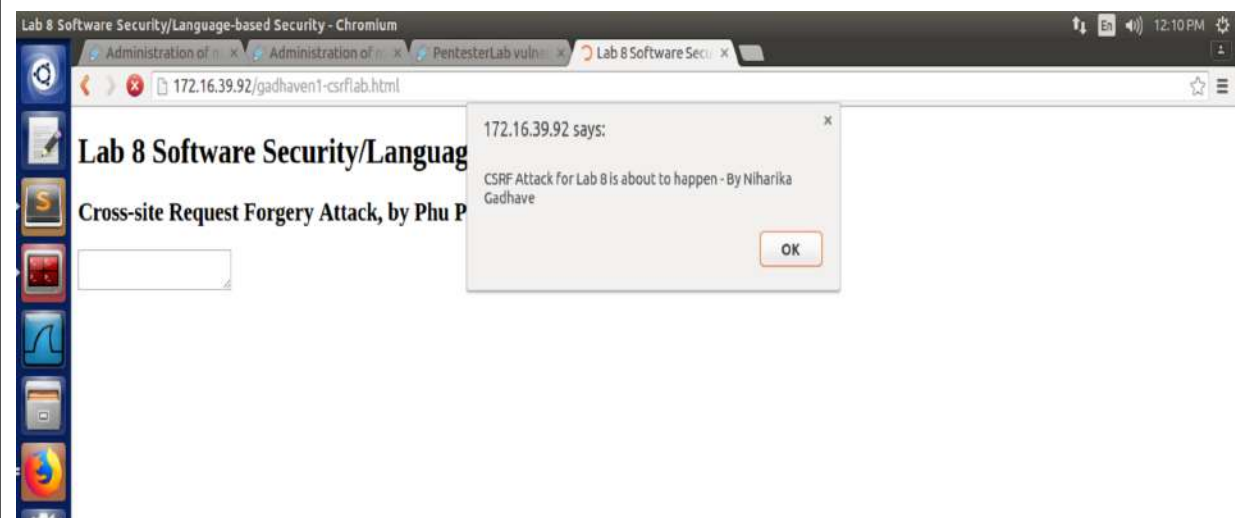 Lab 8 Software Security/Language-based Security - Chromium
En 12:10 PM
Administration of
Administration of
PentesterLab vulne
Lab 8 Software Secu
172.16.39.92/gadhaven1-csrflab.html
Lab 8 Software Security/Languag
Cross-site Request Forgery Attack, by Phu P
172.16.39.92 says:
CSRF Attack for Lab 8 is about to happen - By Niharika
Gadhave
OK